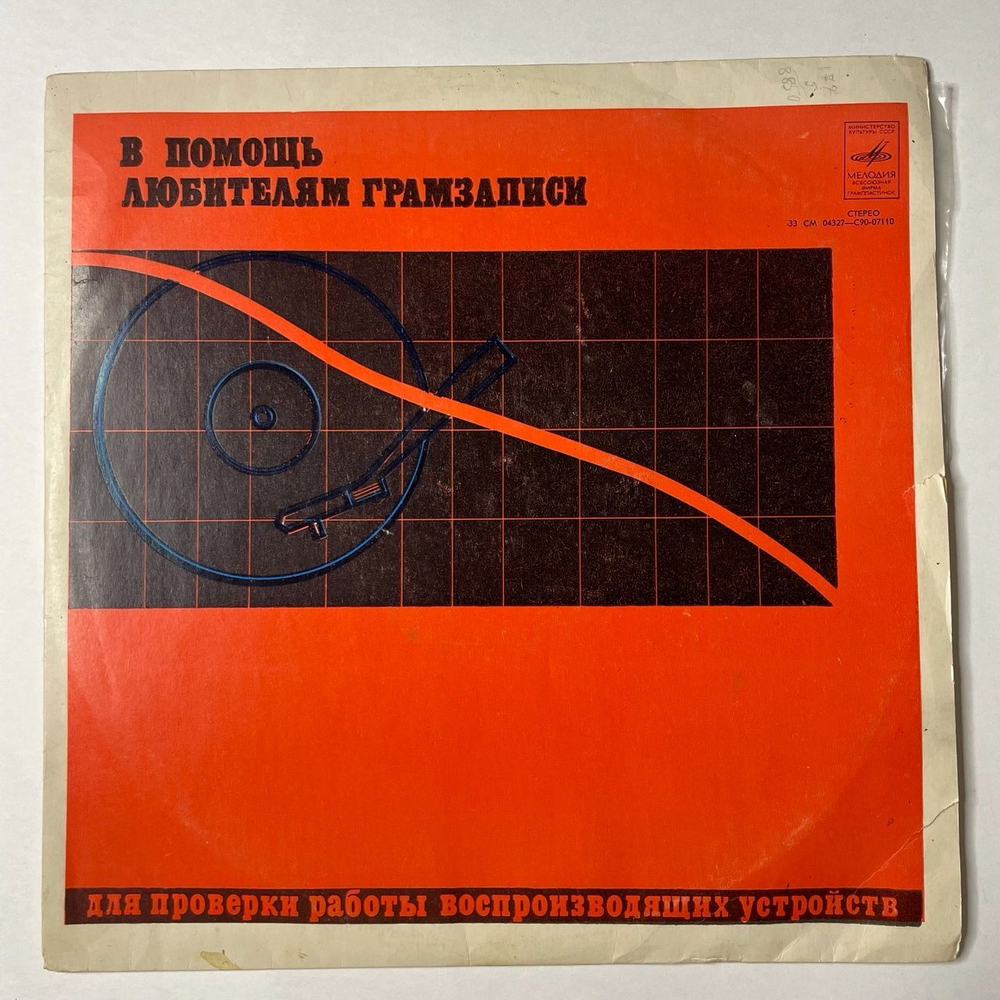 В ПОМОЩЬ
ЛЮБИТЕЛЯМ ГРАМЗАПИСИ
МИНИСТЕРСТВО
КУЛЬТУРЫ СССР
МЕЛОДИЯ
ВСЕСОЮЗНАЯ
ФИРМА
ГРАМПЛАСТИНОК
СТЕРЕО
33 СМ 04327—С90-07110
для проверки работы воспроизводящих устройств